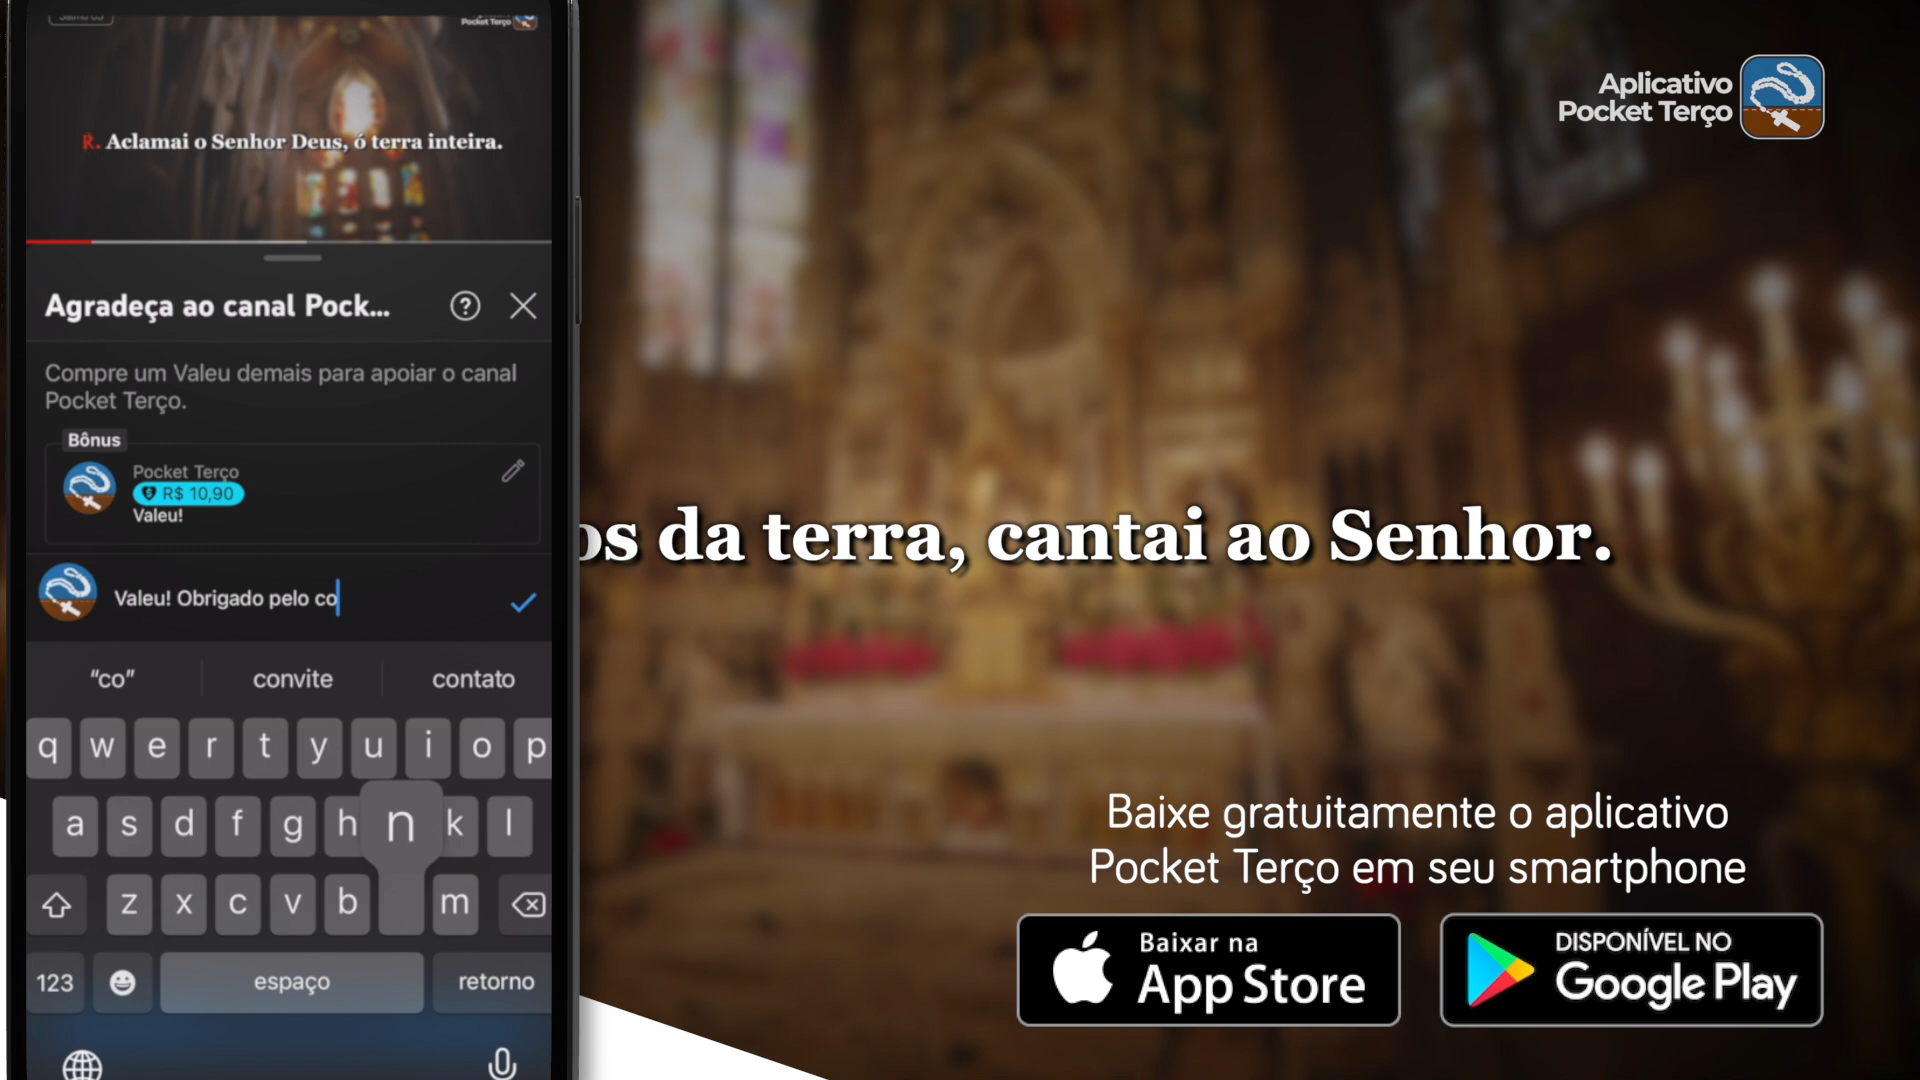 Pocket Terço
R. Aclamai o Senhor Deus, ó terra inteira.
Agradeça ao canal Pock...
Compre um Valeu demais para apoiar o canal
Pocket Terço.
Bônus
Pocket Terço
R$ 10,90
Valeu!
Valeu! Obrigado pelo co
“co”
convite
contato
q w e r t y u i o p
a s d f g h n k l
z x c v b m
123
espaço
retorno
Aplicativo
Pocket Terço
os da terra, cantai ao Senhor.
Baixe gratuitamente o aplicativo
Pocket Terço em seu smartphone
Baixar na
App Store
DISPONÍVEL NO
Google Play